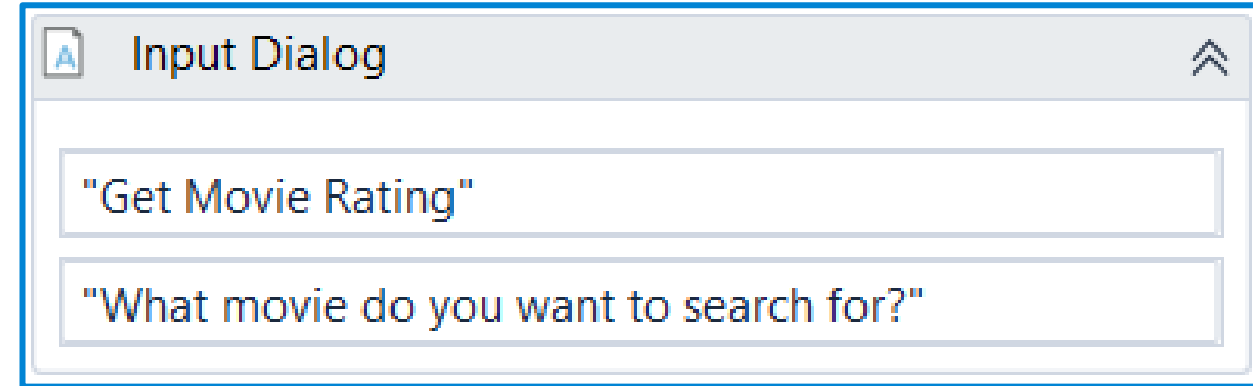 Input Dialog
"Get Movie Rating"
"What movie do you want to search for?"